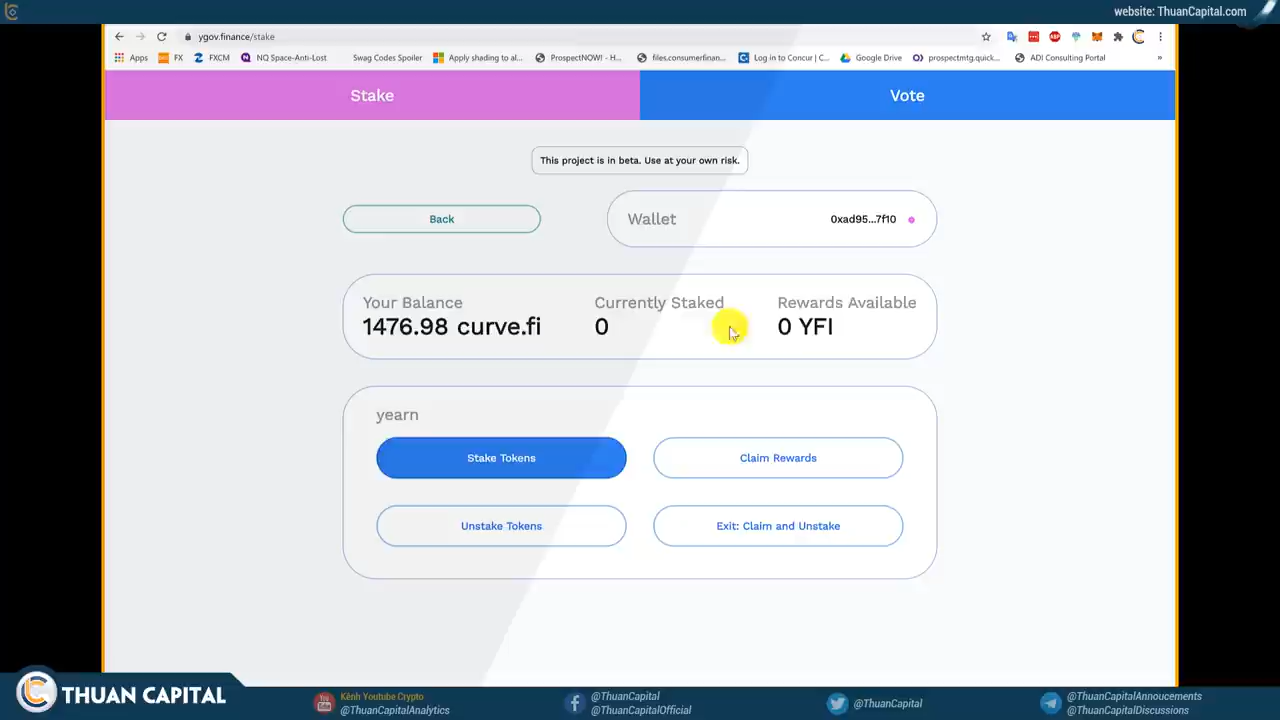 website: ThuanCapital.com
ygov.finance/stake
Apps FX FXCM NQ Space-Anti-Lost Swag Codes Spoiler Apply shading to al... ProspectNOW! - H... files.consumerfinan... Log in to Concur | C... Google Drive prospectmtg.quick... ADI Consulting Portal »
Stake Vote
This project is in beta. Use at your own risk.
Back Wallet 0xad95...7f10
Your Balance Currently Staked Rewards Available
1476.98 curve.fi 0 0 YFI
yearn
Stake Tokens Claim Rewards
Unstake Tokens Exit: Claim and Unstake
THUAN CAPITAL
Kênh Youtube Crypto
@ThuanCapitalAnalytics
@ThuanCapital
@ThuanCapitalOfficial
@ThuanCapital
@ThuanCapitalAnnoucements
@ThuanCapitalDiscussions